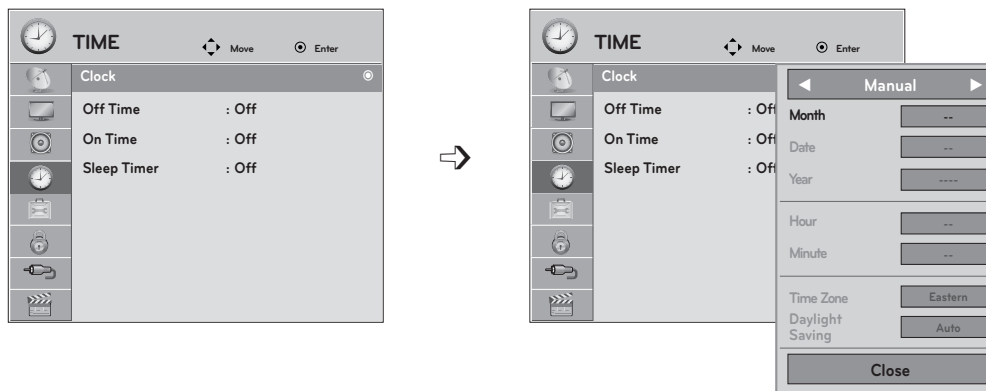 TIME
Move
Enter
Clock
Off Time : Off
On Time : Off
Sleep Timer : Off
TIME
Move
Enter
Clock
Off Time : Off
On Time : Off
Sleep Timer : Off
Manual
Month --
Date --
Year ----
Hour --
Minute --
Time Zone Eastern
Daylight
Saving Auto
Close